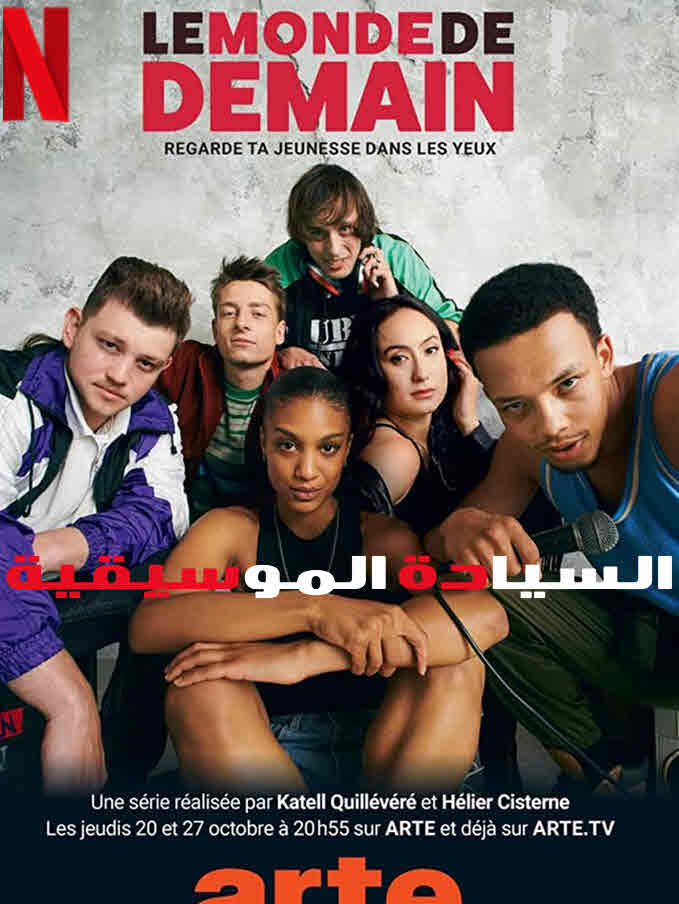 N
LE MONDE DE
DEMAIN
REGARDE TA JEUNESSE DANS LES YEUX
UB
السيادة الموسيقية
Une série réalisée par Katell Quillévéré et Hélier Cisterne
Les jeudis 20 et 27 octobre à 20h55 sur ARTE et déjà sur ARTE.TV
arte